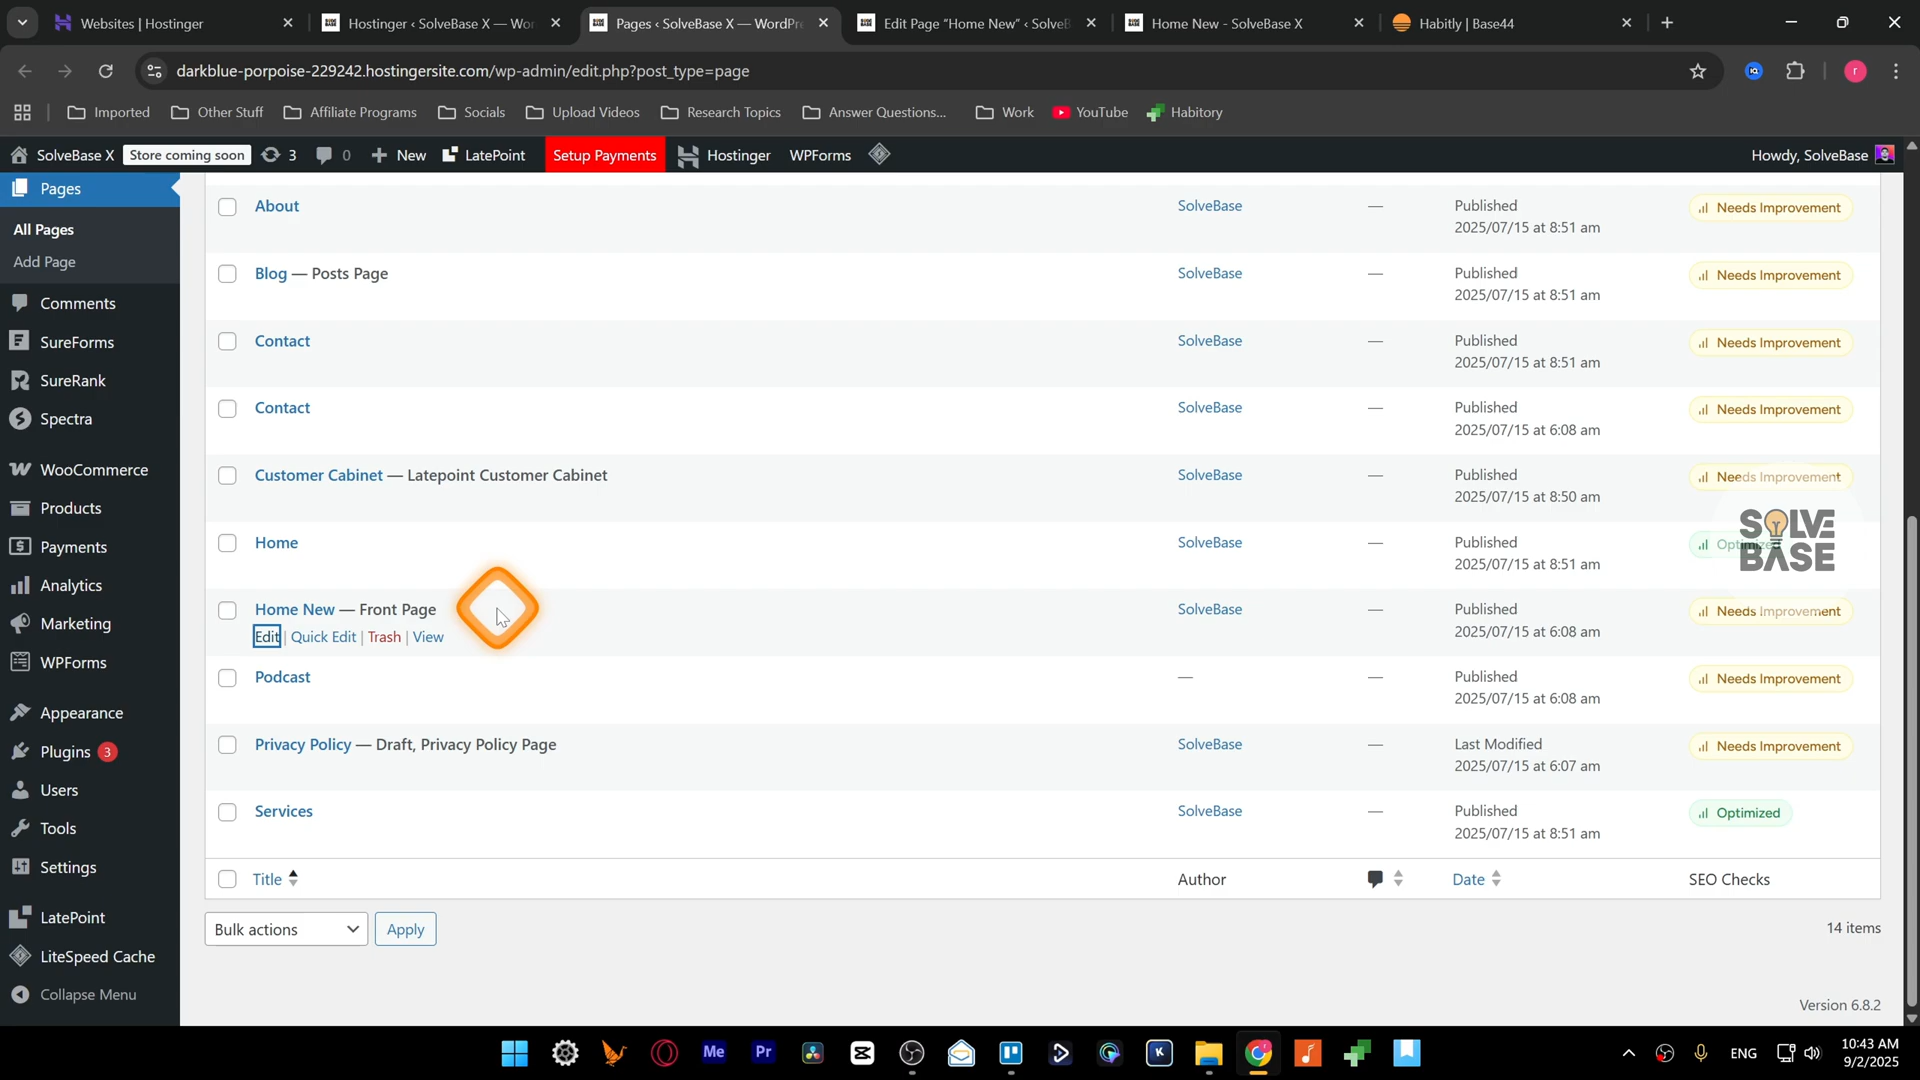 Websites | Hostinger
Hostinger ‹ SolveBase X — Wor
Pages ‹ SolveBase X — WordPre
Edit Page "Home New" ‹ SolveB
Home New - SolveBase X
Habitly | Base44
darkblue-porpoise-229242.hostingersite.com/wp-admin/edit.php?post_type=page
r
Imported
Other Stuff
Affiliate Programs
Socials
Upload Videos
Research Topics
Answer Questions...
Work
YouTube
Habitory
SolveBase X
Store coming soon
3
0
New
LatePoint
Setup Payments
Hostinger
WPForms
Howdy, SolveBase
Pages
All Pages
Add Page
Comments
SureForms
SureRank
Spectra
WooCommerce
Products
Payments
Analytics
Marketing
WPForms
Appearance
Plugins 3
Users
Tools
Settings
LatePoint
LiteSpeed Cache
Collapse Menu
About SolveBase — Published Needs Improvement
2025/07/15 at 8:51 am
Blog — Posts Page SolveBase — Published Needs Improvement
2025/07/15 at 8:51 am
Contact SolveBase — Published Needs Improvement
2025/07/15 at 8:51 am
Contact SolveBase — Published Needs Improvement
2025/07/15 at 6:08 am
Customer Cabinet — Latepoint Customer Cabinet SolveBase — Published Needs Improvement
2025/07/15 at 8:50 am
Home SolveBase — Published Optimized
2025/07/15 at 8:51 am
SOLVE
BASE
Home New — Front Page SolveBase — Published Needs Improvement
Edit | Quick Edit | Trash | View 2025/07/15 at 6:08 am
Podcast — — Published Needs Improvement
2025/07/15 at 6:08 am
Privacy Policy — Draft, Privacy Policy Page SolveBase — Last Modified Needs Improvement
2025/07/15 at 6:07 am
Services SolveBase — Published Optimized
2025/07/15 at 8:51 am
Title Author Date SEO Checks
Bulk actions Apply 14 items
Version 6.8.2
Me
Pr
K
ENG
10:43 AM
9/2/2025